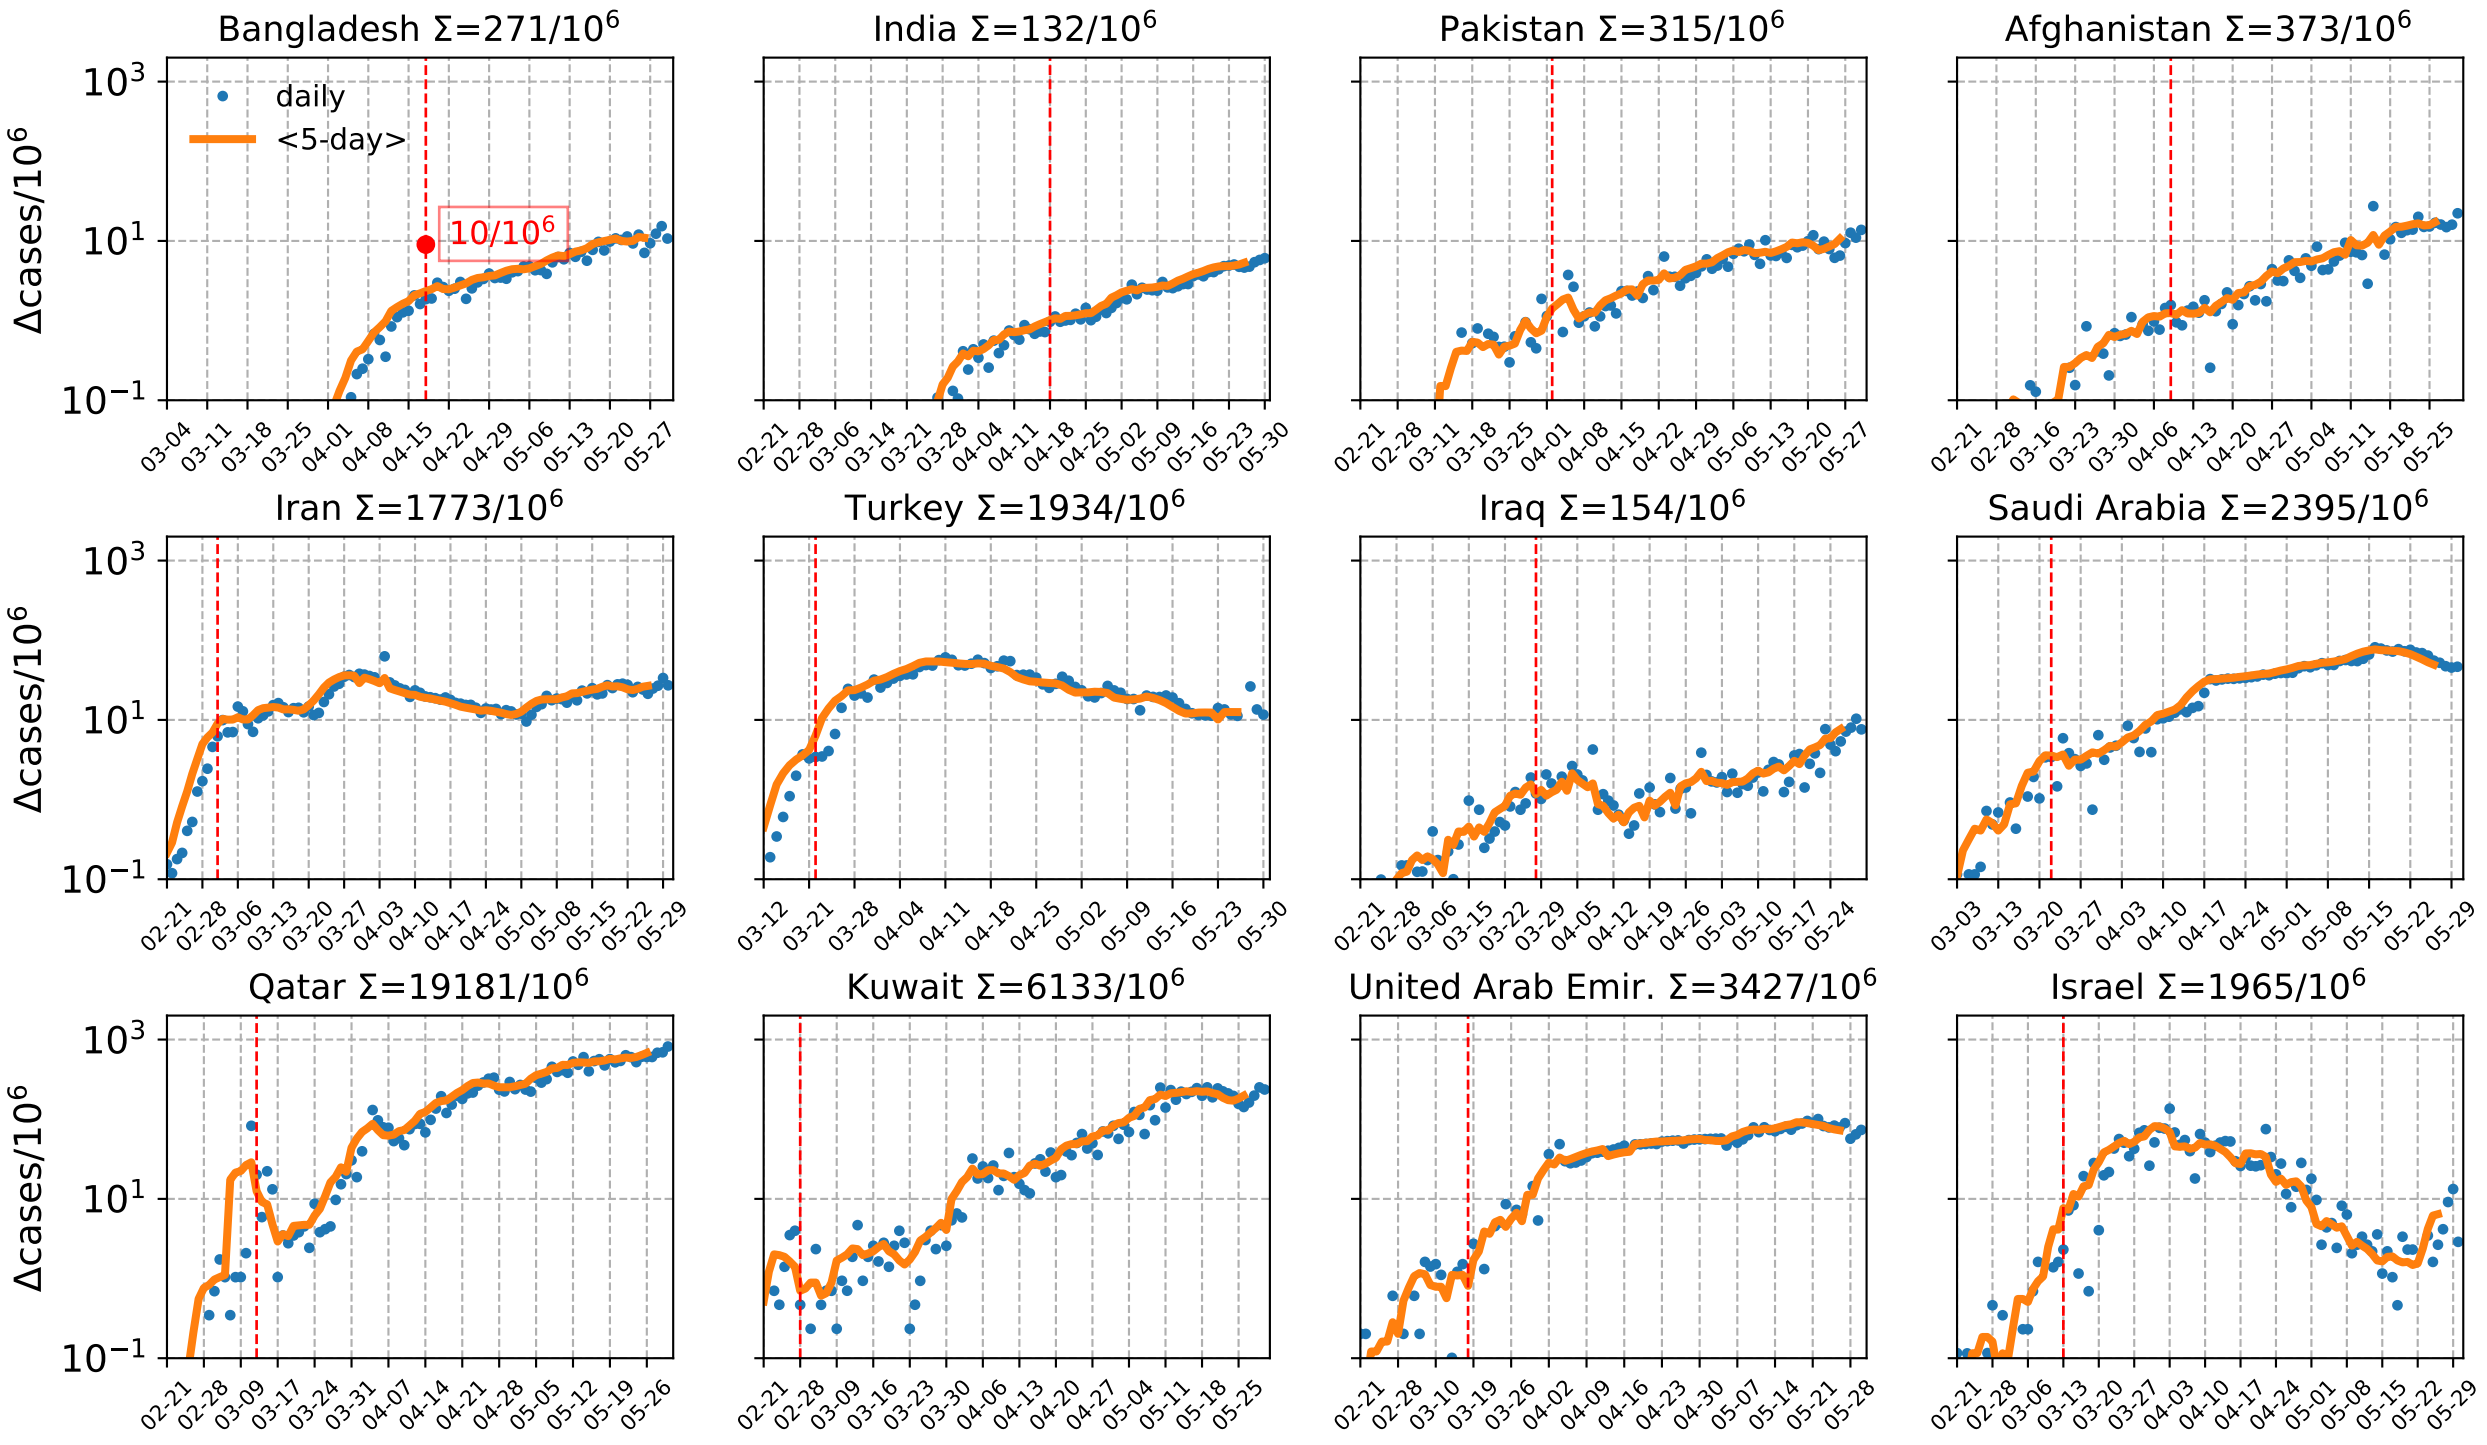 Bangladesh Σ=271/10⁶
India Σ=132/10⁶
Pakistan Σ=315/10⁶
Afghanistan Σ=373/10⁶
Δcases/10⁶
10³
10¹
10⁻¹
daily
<5-day>
10/10⁶
03-04 03-11 03-18 03-25 04-01 04-08 04-15 04-22 04-29 05-06 05-13 05-20 05-27
02-21 02-28 03-06 03-14 03-21 03-28 04-04 04-11 04-18 04-25 05-02 05-09 05-16 05-23 05-30
02-21 02-28 03-11 03-18 03-25 04-01 04-08 04-15 04-22 04-29 05-06 05-13 05-20 05-27
02-21 02-28 03-16 03-23 03-30 04-06 04-13 04-20 04-27 05-04 05-11 05-18 05-25
Iran Σ=1773/10⁶
Turkey Σ=1934/10⁶
Iraq Σ=154/10⁶
Saudi Arabia Σ=2395/10⁶
Δcases/10⁶
10³
10¹
10⁻¹
02-21 02-28 03-06 03-13 03-20 03-27 04-03 04-10 04-17 04-24 05-01 05-08 05-15 05-22 05-29
03-12 03-21 03-28 04-04 04-11 04-18 04-25 05-02 05-09 05-16 05-23 05-30
02-21 02-28 03-06 03-15 03-22 03-29 04-05 04-12 04-19 04-26 05-03 05-10 05-17 05-24
03-03 03-13 03-20 03-27 04-03 04-10 04-17 04-24 05-01 05-08 05-15 05-22 05-29
Qatar Σ=19181/10⁶
Kuwait Σ=6133/10⁶
United Arab Emir. Σ=3427/10⁶
Israel Σ=1965/10⁶
Δcases/10⁶
10³
10¹
10⁻¹
02-21 02-28 03-09 03-17 03-24 03-31 04-07 04-14 04-21 04-28 05-05 05-12 05-19 05-26
02-21 02-28 03-09 03-16 03-23 03-30 04-06 04-13 04-20 04-27 05-04 05-11 05-18 05-25
02-21 02-28 03-10 03-19 03-26 04-02 04-09 04-16 04-23 04-30 05-07 05-14 05-21 05-28
02-21 02-28 03-06 03-13 03-20 03-27 04-03 04-10 04-17 04-24 05-01 05-08 05-15 05-22 05-29